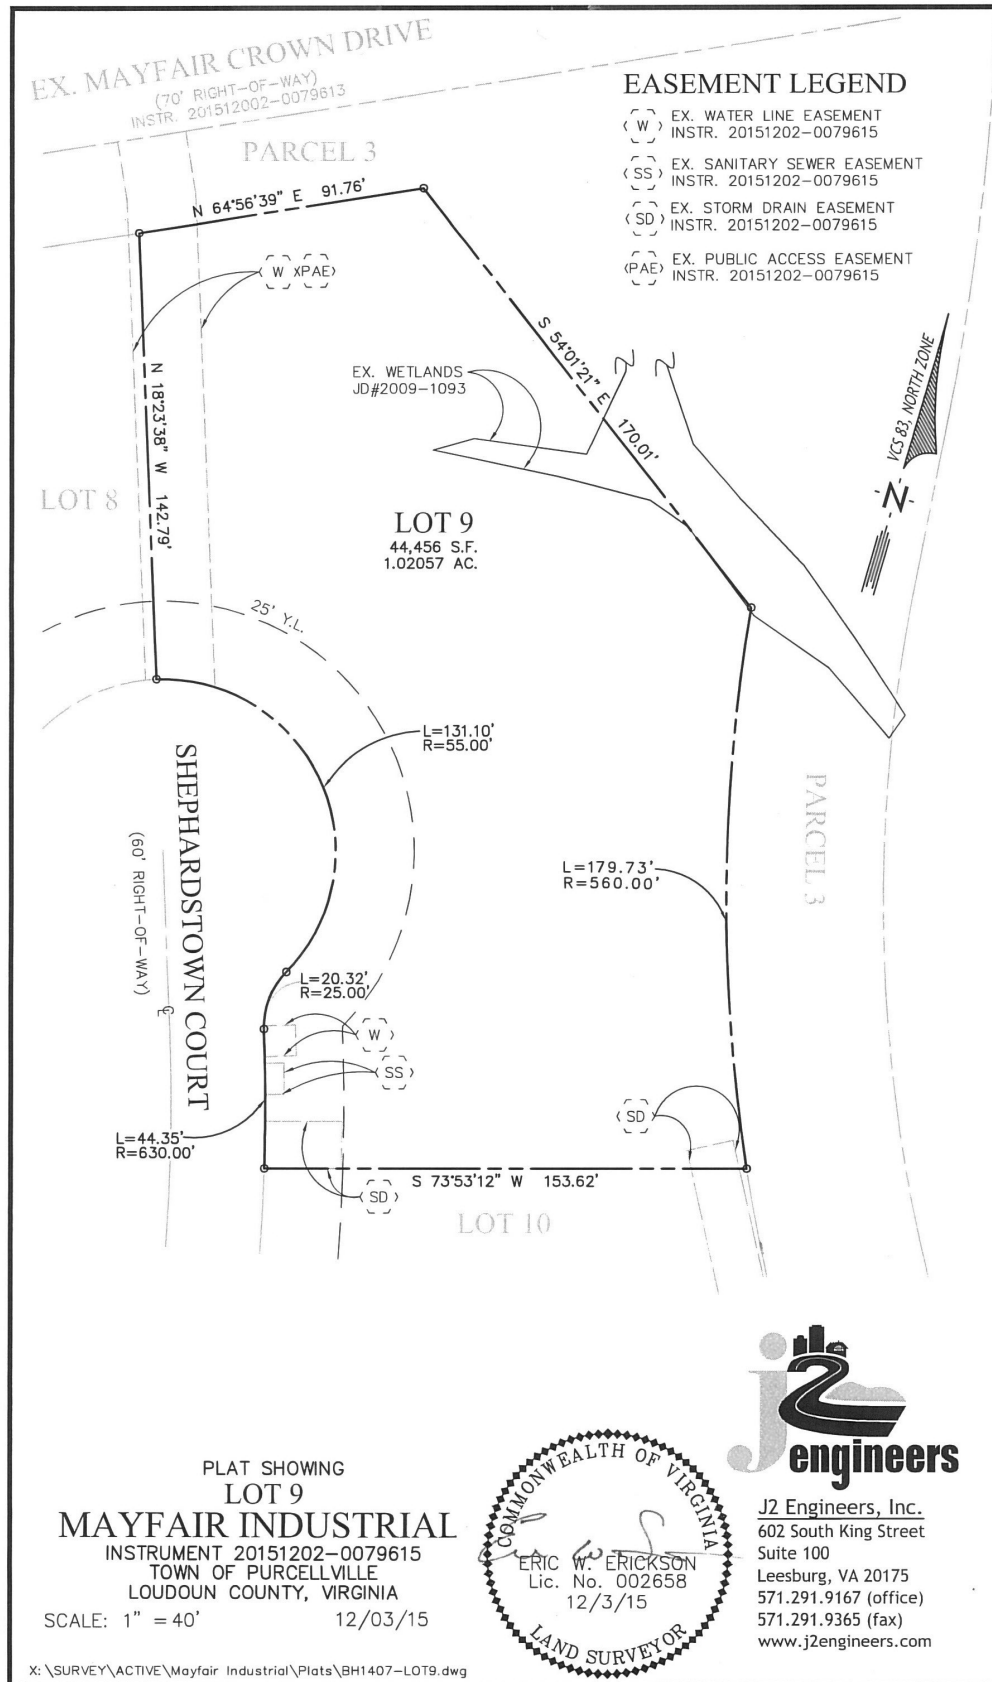 EX. MAYFAIR CROWN DRIVE
(70' RIGHT-OF-WAY)
INSTR. 201512002-0079613
PARCEL 3
EASEMENT LEGEND
W EX. WATER LINE EASEMENT
INSTR. 20151202-0079615
SS EX. SANITARY SEWER EASEMENT
INSTR. 20151202-0079615
SD EX. STORM DRAIN EASEMENT
INSTR. 20151202-0079615
PAE EX. PUBLIC ACCESS EASEMENT
INSTR. 20151202-0079615
N 64°56'39" E 91.76'
W PAE
S 54°01'21" E 170.01'
EX. WETLANDS
JD#2009-1093
VCS 83, NORTH ZONE
N
N 18°23'38" W 142.79'
LOT 8
LOT 9
44,456 S.F.
1.02057 AC.
25' Y.L.
L=131.10'
R=55.00'
SHEPHARDSTOWN COURT
(60' RIGHT-OF-WAY)
CL
PARCEL 3
L=179.73'
R=560.00'
L=20.32'
R=25.00'
W
SS
SD
L=44.35'
R=630.00'
S 73°53'12" W 153.62'
SD
LOT 10
j2 engineers
PLAT SHOWING
LOT 9
MAYFAIR INDUSTRIAL
INSTRUMENT 20151202-0079615
TOWN OF PURCELLVILLE
LOUDOUN COUNTY, VIRGINIA
SCALE: 1" = 40' 12/03/15
COMMONWEALTH OF VIRGINIA
ERIC W. ERICKSON
Lic. No. 002658
12/3/15
LAND SURVEYOR
J2 Engineers, Inc.
602 South King Street
Suite 100
Leesburg, VA 20175
571.291.9167 (office)
571.291.9365 (fax)
www.j2engineers.com
X:\SURVEY\ACTIVE\Mayfair Industrial\Plats\BH1407-LOT9.dwg